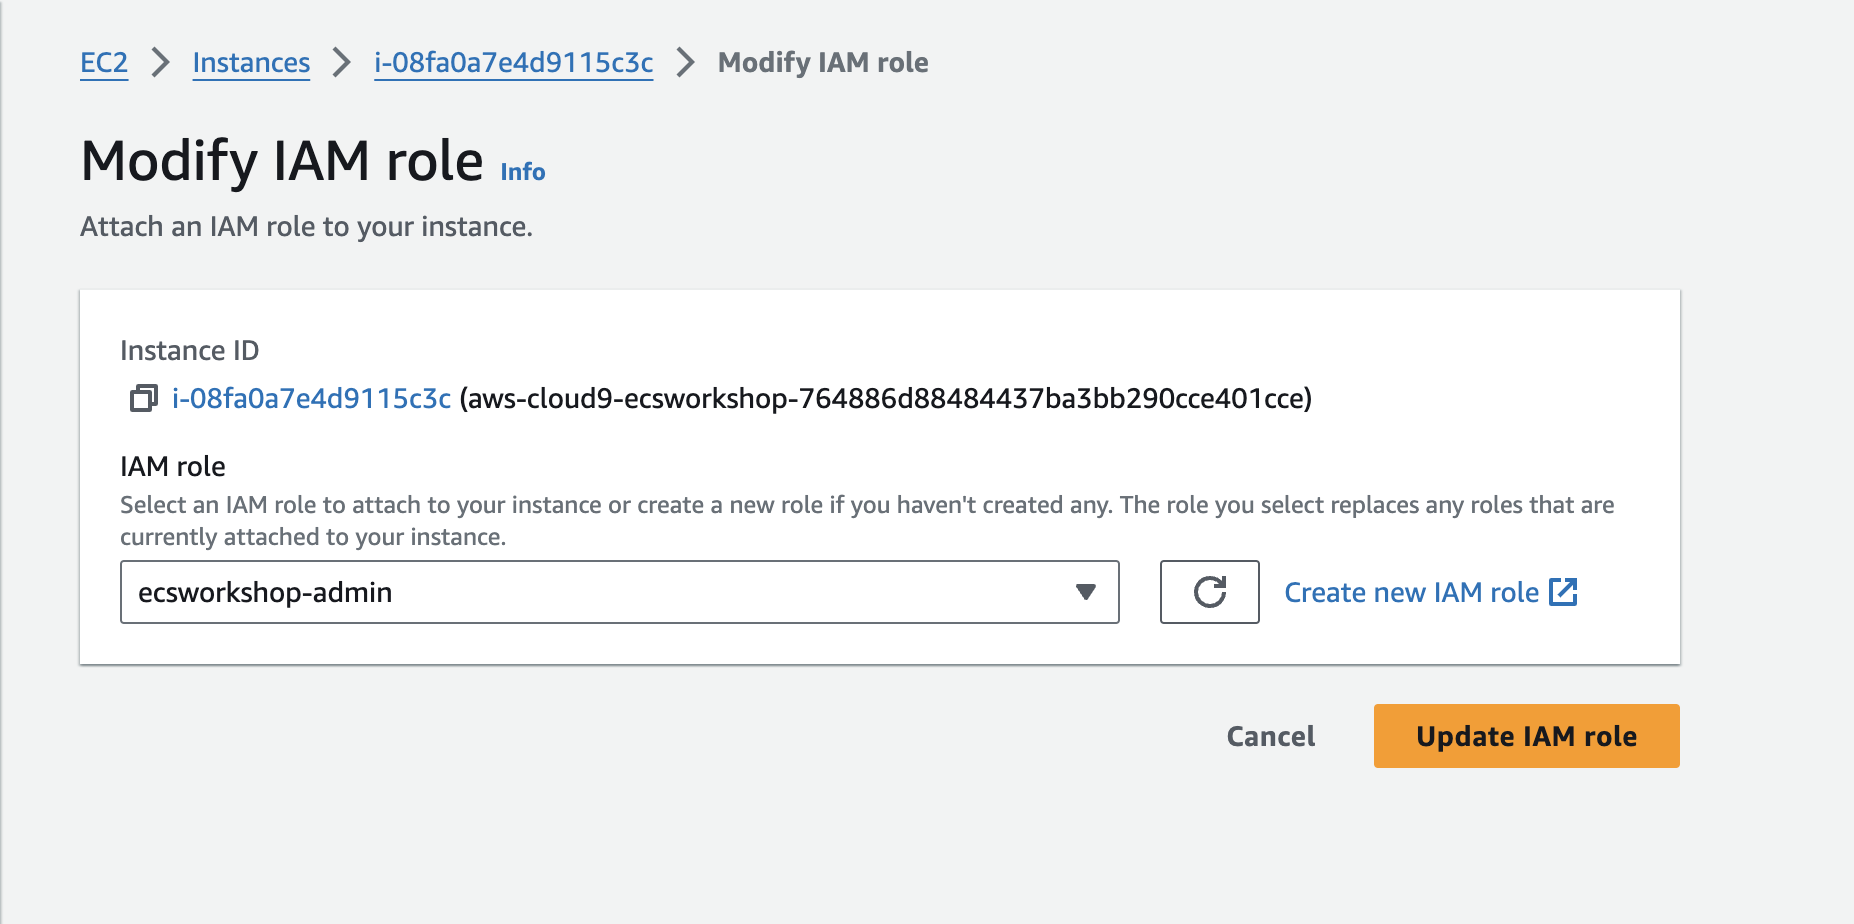 EC2 > Instances > i-08fa0a7e4d9115c3c > Modify IAM role
Modify IAM role Info
Attach an IAM role to your instance.
Instance ID
i-08fa0a7e4d9115c3c (aws-cloud9-ecsworkshop-764886d88484437ba3bb290cce401cce)
IAM role
Select an IAM role to attach to your instance or create a new role if you haven't created any. The role you select replaces any roles that are
currently attached to your instance.
ecsworkshop-admin
Create new IAM role
Cancel
Update IAM role